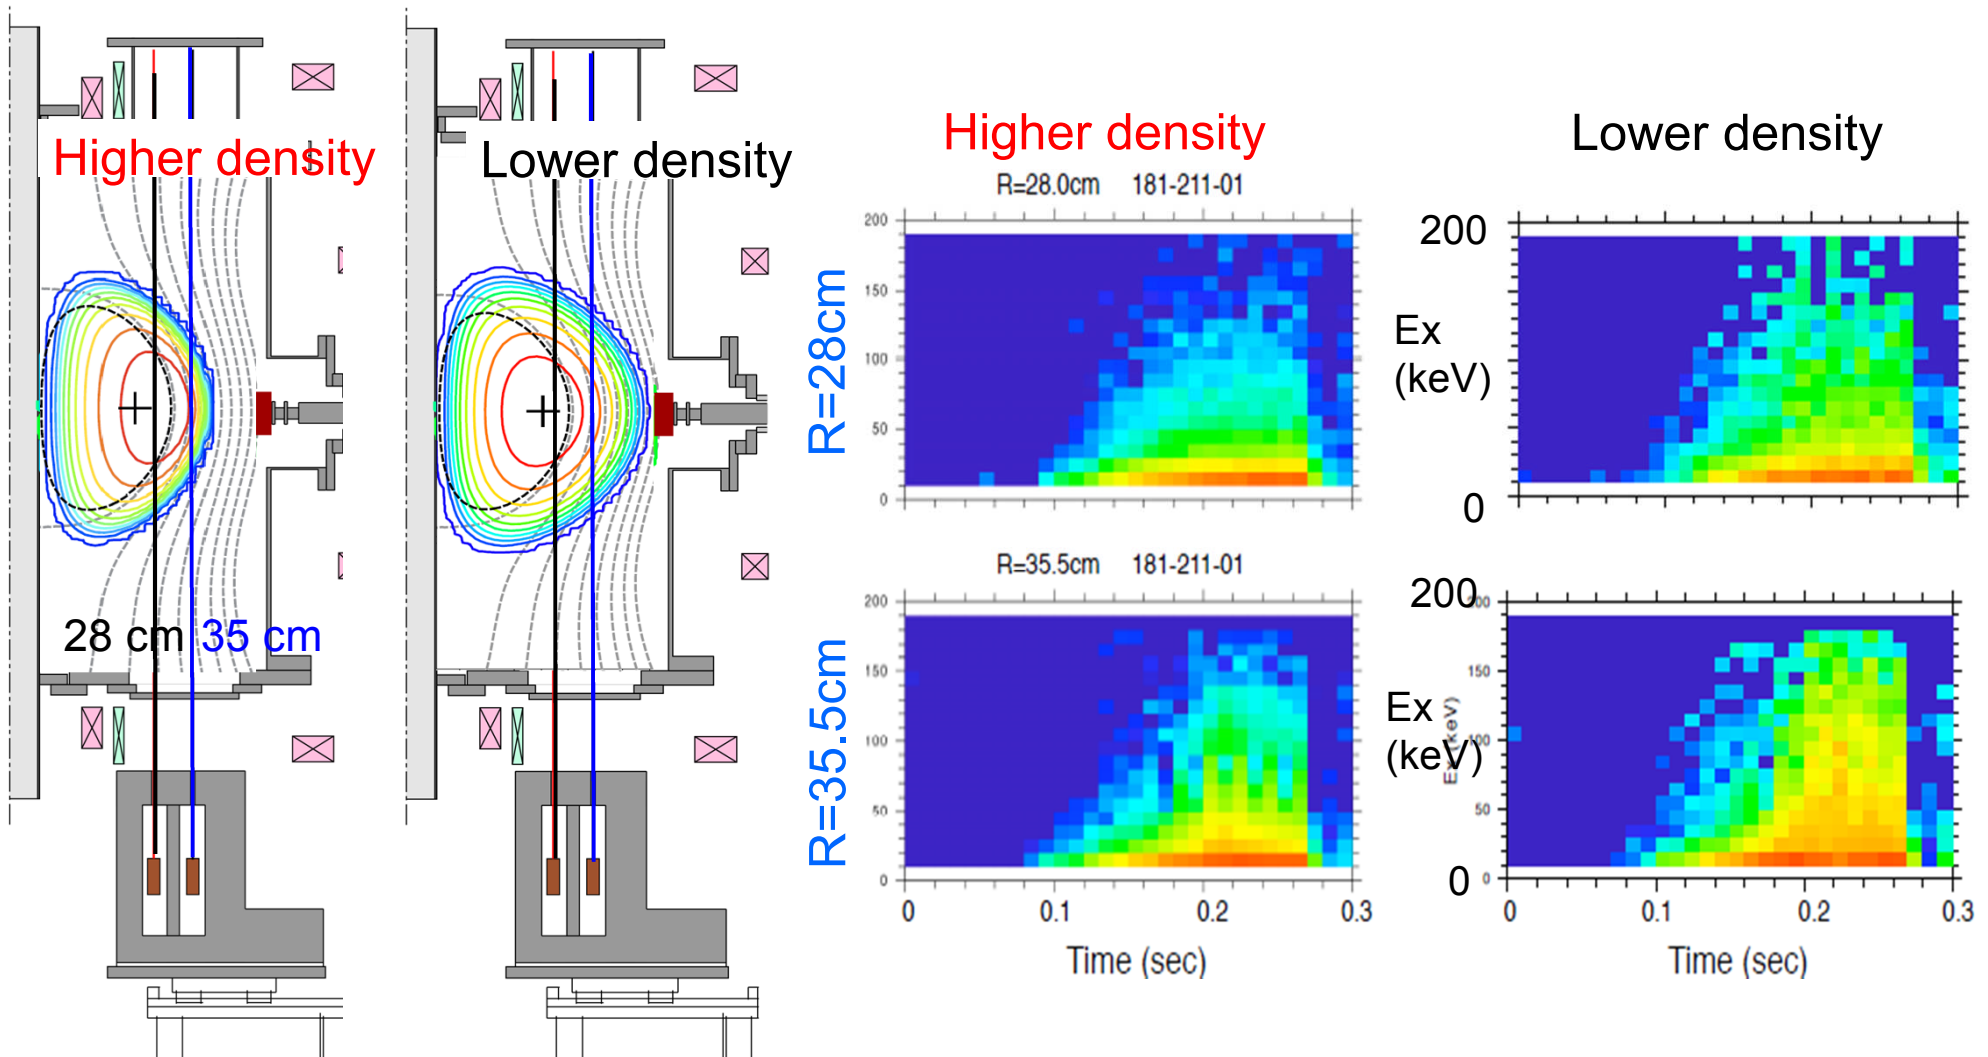 Higher density
Lower density
28 cm
35 cm
Higher density
Lower density
R=28.0cm 181-211-01
R=28cm
200
150
100
50
0
200
Ex
(keV)
0
R=35.5cm 181-211-01
R=35.5cm
200
150
100
50
0
0
0.1
0.2
0.3
Time (sec)
200
Ex
(keV)
0
200
150
100
50
0
Ex (keV)
0
0.1
0.2
0.3
Time (sec)